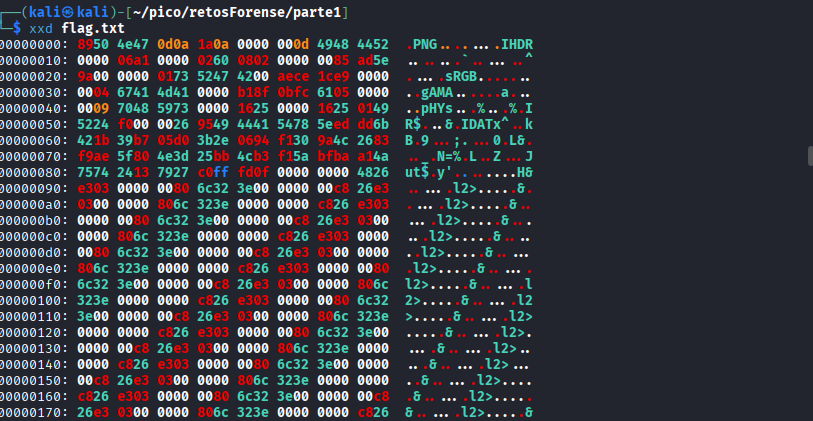 ┌──(kali㉿kali)-[~/pico/retosForense/parte1]
└─$ xxd flag.txt
00000000: 8950 4e47 0d0a 1a0a 0000 000d 4948 4452  .PNG........IHDR
00000010: 0000 06a1 0000 0260 0802 0000 0085 ad5e  .......`.......^
00000020: 9a00 0000 0173 5247 4200 aece 1ce9 0000  .....sRGB.......
00000030: 0004 6741 4d41 0000 b18f 0bfc 6105 0000  ..gAMA......a...
00000040: 0009 7048 5973 0000 1625 0000 1625 0149  ..pHYs...%...%.I
00000050: 5224 f000 0026 9549 4441 5478 5eed dd6b  R$...&.IDATx^..k
00000060: 421b 39b7 05d0 3b2e 0694 f130 9a4c 2683  B.9...;....0.L&.
00000070: f9ae 5f80 4e3d 25bb 4cb3 f15a bfba a14a  .._.N=%.L..Z...J
00000080: 7574 2413 7927 c0ff fd0f 0000 0000 4826  ut$.y'........H&
00000090: e303 0000 0080 6c32 3e00 0000 00c8 26e3  ......l2>.....&.
000000a0: 0300 0000 806c 323e 0000 0000 c826 e303  .....l2>.....&..
000000b0: 0000 0080 6c32 3e00 0000 00c8 26e3 0300  ....l2>.....&...
000000c0: 0000 806c 323e 0000 0000 c826 e303 0000  ...l2>.....&....
000000d0: 0080 6c32 3e00 0000 00c8 26e3 0300 0000  ..l2>.....&.....
000000e0: 806c 323e 0000 0000 c826 e303 0000 0080  .l2>.....&......
000000f0: 6c32 3e00 0000 00c8 26e3 0300 0000 806c  l2>.....&......l
00000100: 323e 0000 0000 c826 e303 0000 0080 6c32  2>.....&......l2
00000110: 3e00 0000 00c8 26e3 0300 0000 806c 323e  >.....&......l2>
00000120: 0000 0000 c826 e303 0000 0080 6c32 3e00  .....&......l2>.
00000130: 0000 00c8 26e3 0300 0000 806c 323e 0000  ....&......l2>..
00000140: 0000 c826 e303 0000 0080 6c32 3e00 0000  ...&......l2>...
00000150: 00c8 26e3 0300 0000 806c 323e 0000 0000  ..&......l2>....
00000160: c826 e303 0000 0080 6c32 3e00 0000 00c8  .&......l2>.....
00000170: 26e3 0300 0000 806c 323e 0000 0000 c826  &......l2>.....&